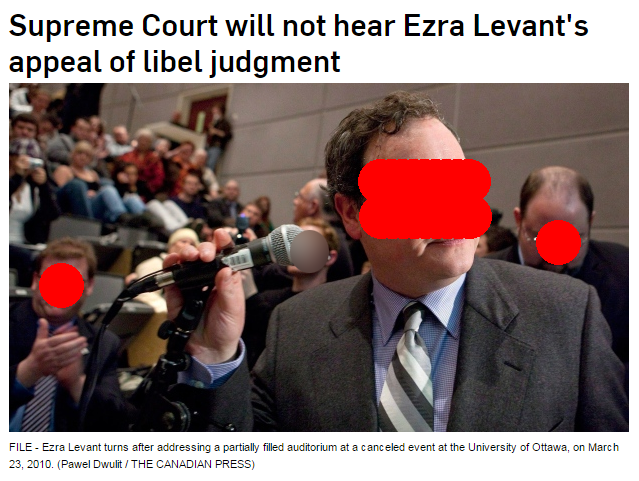 Supreme Court will not hear Ezra Levant's
appeal of libel judgment
FILE - Ezra Levant turns after addressing a partially filled auditorium at a canceled event at the University of Ottawa, on March
23, 2010. (Pawel Dwulit / THE CANADIAN PRESS)